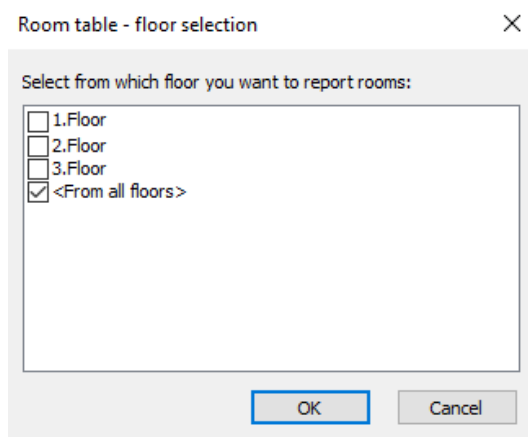 Room table - floor selection
Select from which floor you want to report rooms:
1.Floor
2.Floor
3.Floor
<From all floors>
OK Cancel